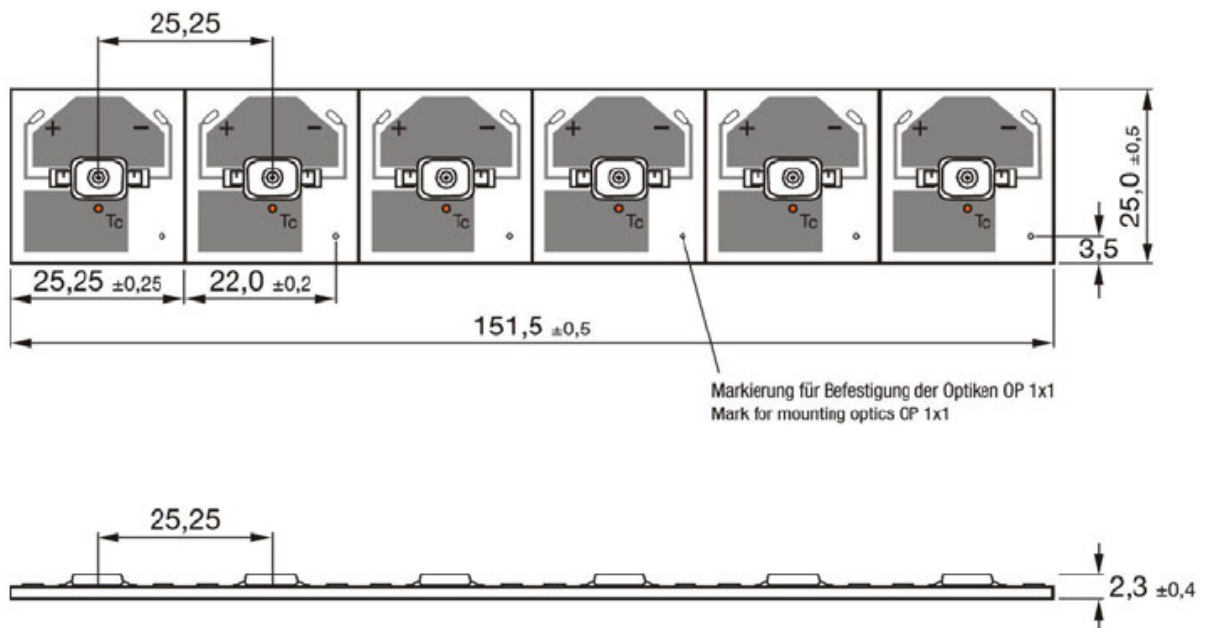 25,25
+ − + − + − + − + − + −
Tc Tc Tc Tc Tc Tc
25,0 ±0,5
3,5
25,25 ±0,25
22,0 ±0,2
151,5 ±0,5
Markierung für Befestigung der Optiken OP 1x1
Mark for mounting optics OP 1x1
25,25
2,3 ±0,4